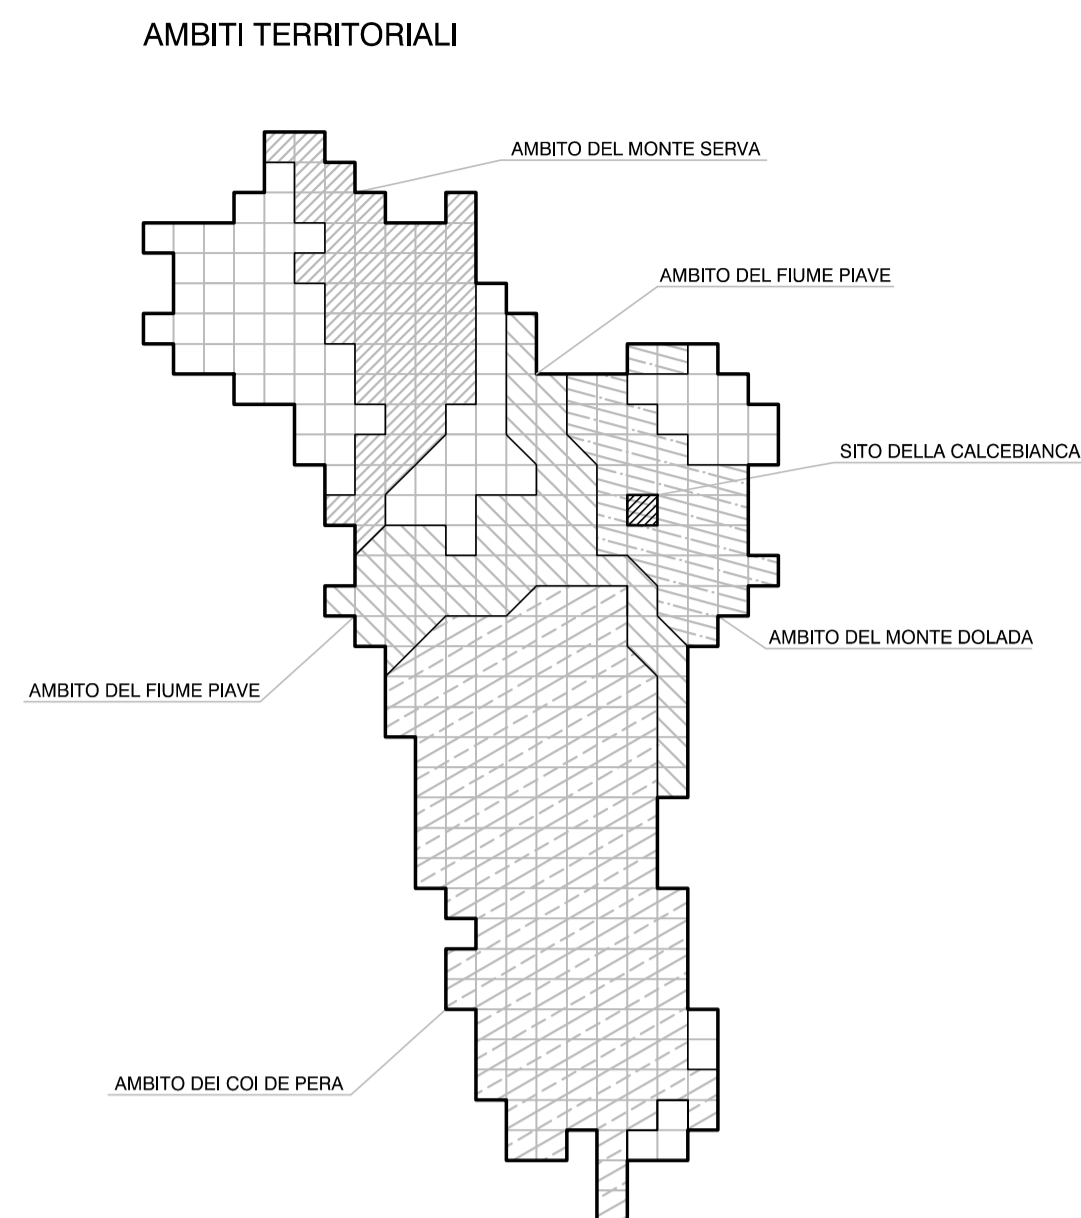 AMBITI TERRITORIALI
AMBITO DEL MONTE SERVA
AMBITO DEL FIUME PIAVE
SITO DELLA CALCEBIANCA
AMBITO DEL MONTE DOLADA
AMBITO DEL FIUME PIAVE
AMBITO DEI COI DE PERA